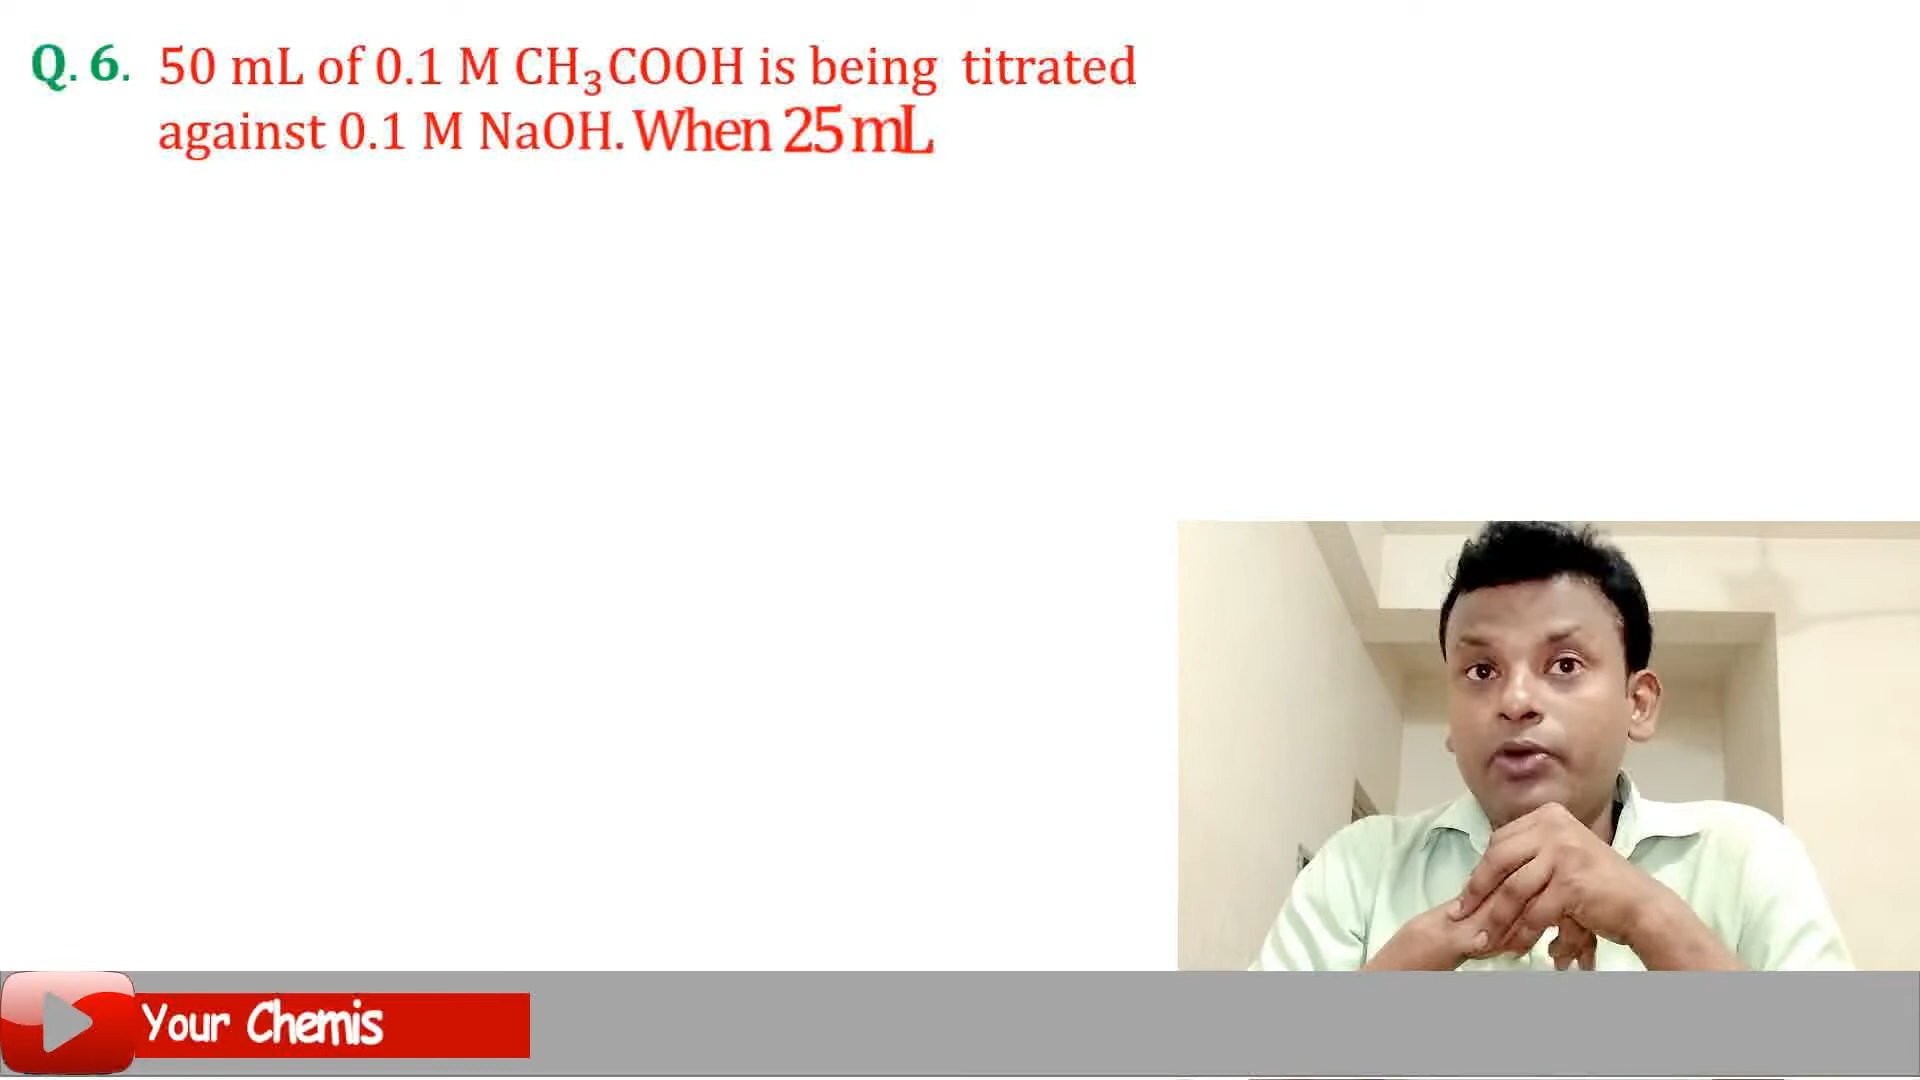 Q. 6. 50 mL of 0.1 M CH₃COOH is being titrated
against 0.1 M NaOH. When 25 mL
Your Chemis